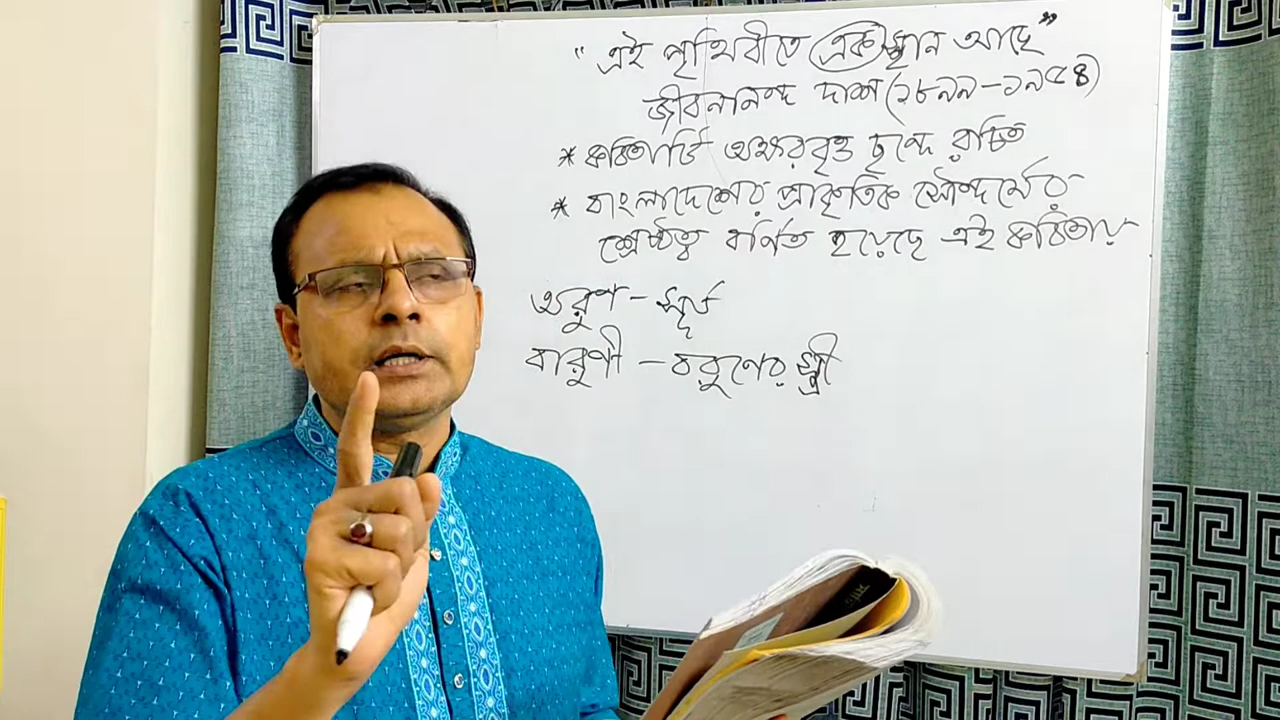 "এই পৃথিবীতে এক স্থান আছে"
জীবনানন্দ দাশ (১৮৯৯-১৯৫৪)
* কবিতাটি অক্ষরবৃত্ত ছন্দে রচিত
* বাংলাদেশের প্রাকৃতিক সৌন্দর্যের
শ্রেষ্ঠত্ব বর্ণিত হয়েছে এই কবিতায়
অরুণ - সূর্য
বারুণী - বরুণের স্ত্রী